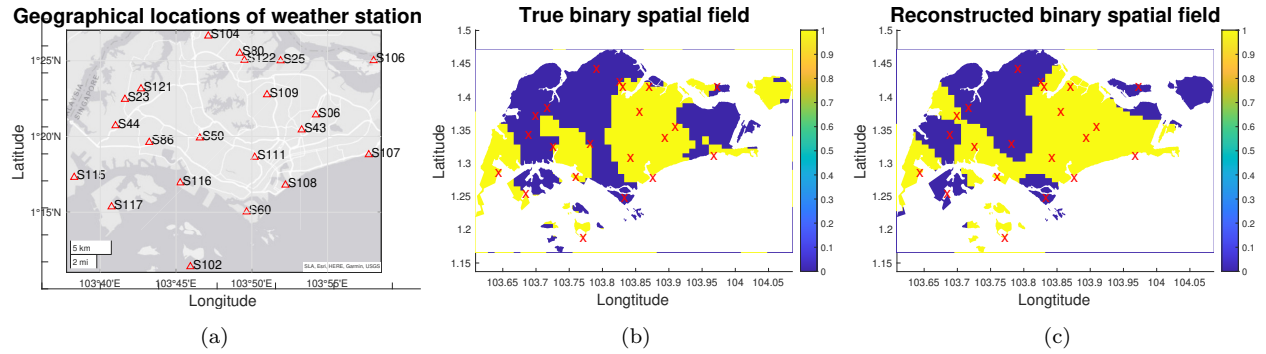 Geographical locations of weather station
S104
S80
S122
S25
S106
S121
S23
S109
S06
S44
S43
S86
S50
S111
S107
S115
S116
S108
S117
S60
S102
1°25'N
1°20'N
1°15'N
Latitude
MALAYSIA
SINGAPORE
5 km
2 mi
SLA, Esri, HERE, Garmin, USGS
103°40'E 103°45'E 103°50'E 103°55'E
Longitude
(a)
True binary spatial field
1.5
1.45
1.4
1.35
1.3
1.25
1.2
1.15
Latitude
103.65 103.7 103.75 103.8 103.85 103.9 103.95 104 104.05
Longtitude
1
0.9
0.8
0.7
0.6
0.5
0.4
0.3
0.2
0.1
0
(b)
Reconstructed binary spatial field
1.5
1.45
1.4
1.35
1.3
1.25
1.2
1.15
Latitude
103.65 103.7 103.75 103.8 103.85 103.9 103.95 104 104.05
Longtitude
1
0.9
0.8
0.7
0.6
0.5
0.4
0.3
0.2
0.1
0
(c)